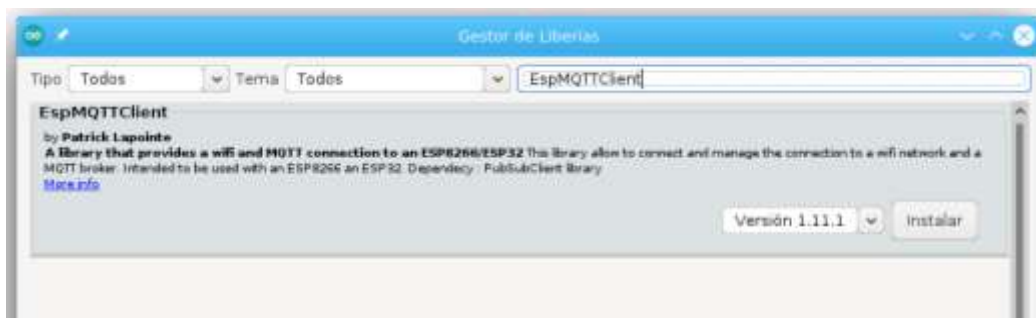 Gestor de Liberías
Tipo Todos Tema Todos EspMQTTClient
EspMQTTClient
by Patrick Lapointe
A library that provides a wifi and MQTT connection to an ESP8266/ESP32 This library allow to connect and manage the connection to a wifi network and a
MQTT broker. Intended to be used with an ESP8266 an ESP32. Dependecy : PubSubClient library
More info
Versión 1.11.1 Instalar